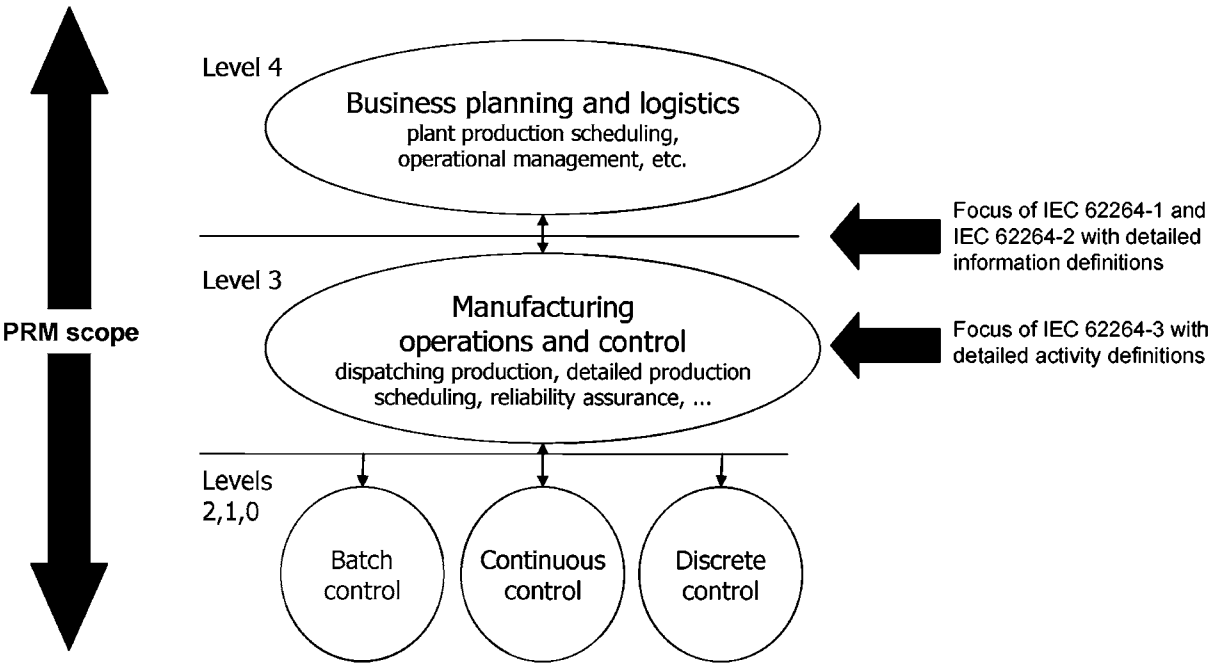 Level 4
Business planning and logistics
plant production scheduling,
operational management, etc.
Focus of IEC 62264-1 and
IEC 62264-2 with detailed
information definitions
Level 3
Manufacturing
operations and control
dispatching production, detailed production
scheduling, reliability assurance, ...
PRM scope
Focus of IEC 62264-3 with
detailed activity definitions
Levels
2,1,0
Batch
control
Continuous
control
Discrete
control